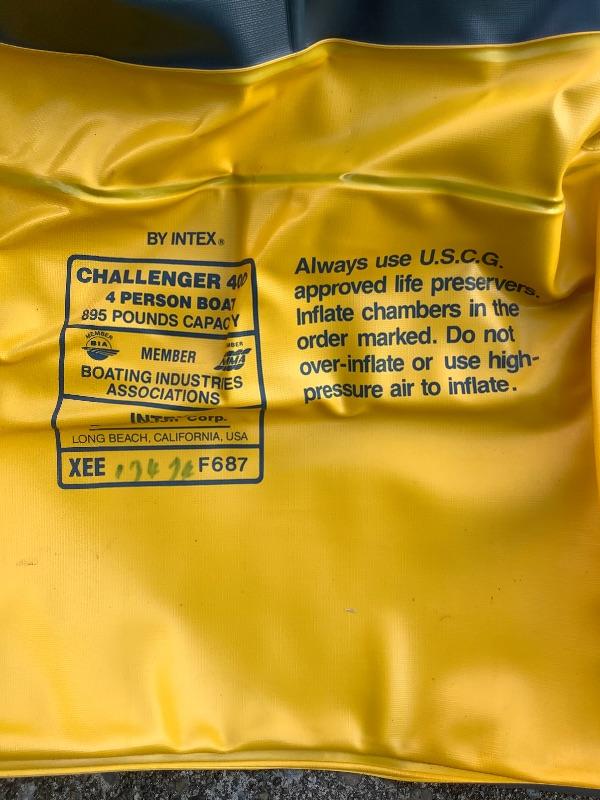 BY INTEX®
CHALLENGER 400
4 PERSON BOAT
895 POUNDS CAPACITY
MEMBER
BIA
MEMBER
NMMA
BOATING INDUSTRIES
ASSOCIATIONS
Corp.
LONG BEACH, CALIFORNIA, USA
XEE F687
Always use U.S.C.G.
approved life preservers.
Inflate chambers in the
order marked. Do not
over-inflate or use high-
pressure air to inflate.